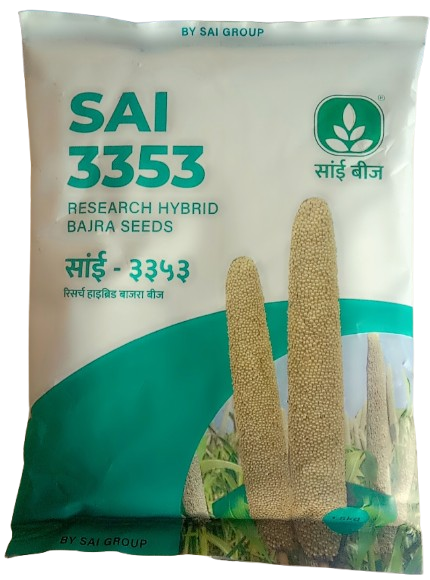 BY SAI GROUP
SAI
3353
RESEARCH HYBRID
BAJRA SEEDS
®
सांई बीज
सांई - ३३५३
रिसर्च हाइब्रिड बाजरा बीज
BY SAI GROUP